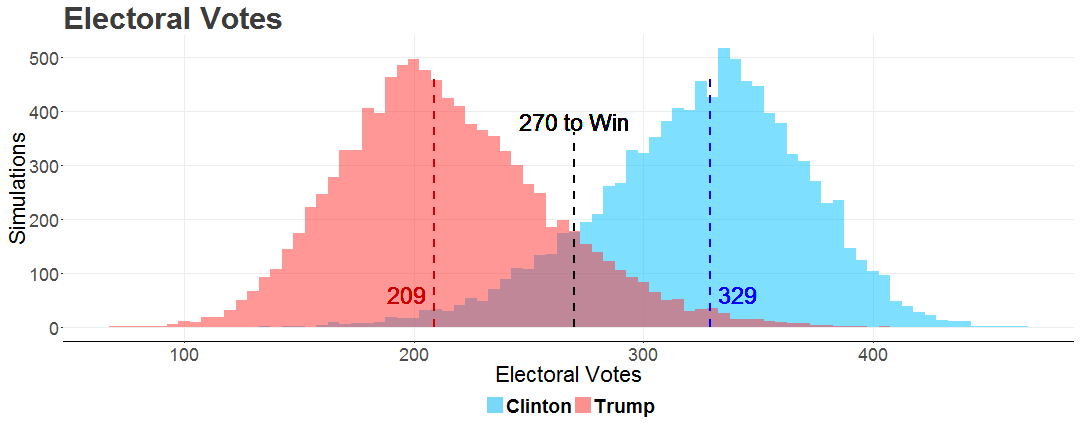 Electoral Votes
Simulations
500
400
300
200
100
0
270 to Win
209
329
100 200 300 400
Electoral Votes
Clinton Trump